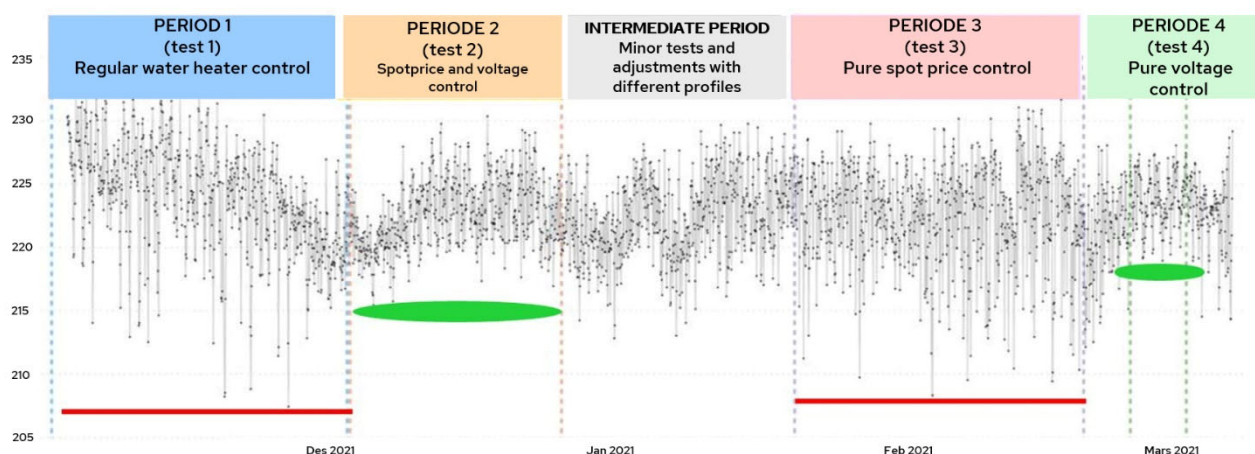 PERIOD 1
(test 1)
Regular water heater control
PERIODE 2
(test 2)
Spotprice and voltage
control
INTERMEDIATE PERIOD
Minor tests and
adjustments with
different profiles
PERIODE 3
(test 3)
Pure spot price control
PERIODE 4
(test 4)
Pure voltage
control
235
230
225
220
215
210
205
Des 2021
Jan 2021
Feb 2021
Mars 2021